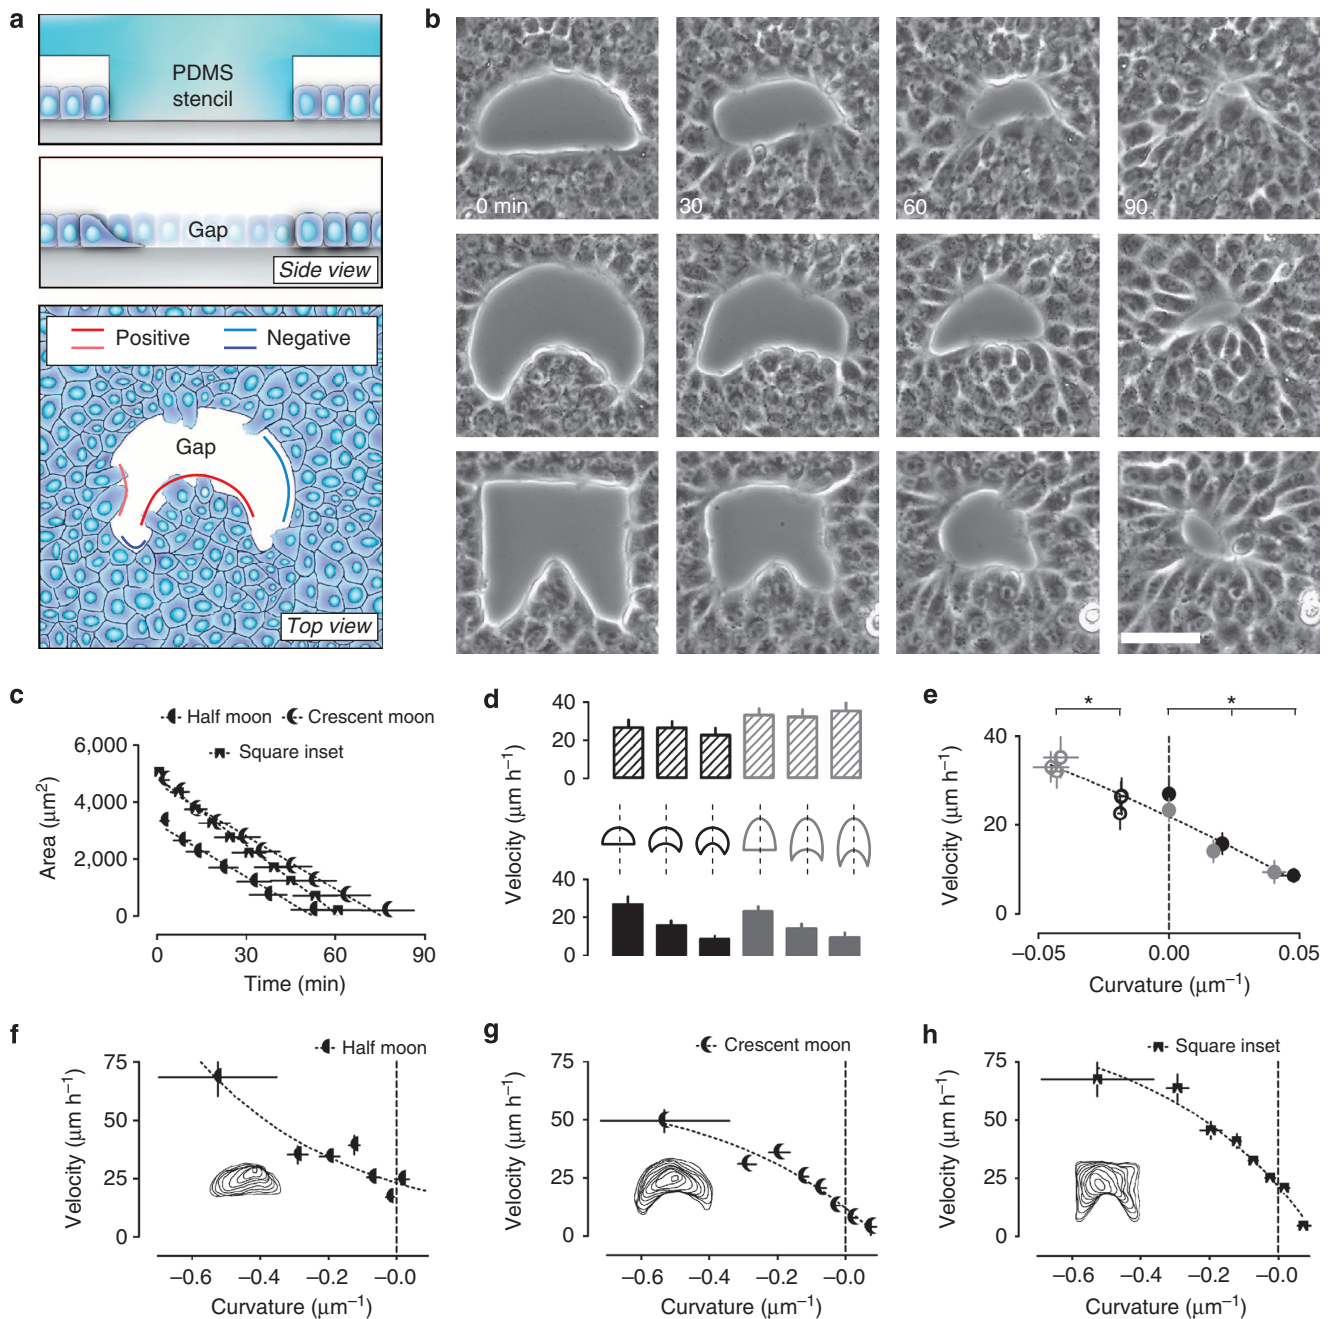 a
PDMS
stencil
Gap
Side view
Positive
Negative
Gap
Top view
b
0 min
30
60
90
c
Half moon
Crescent moon
Square inset
6,000
4,000
2,000
0
Area (μm²)
0
30
60
90
Time (min)
d
40
20
0
Velocity (μm h⁻¹)
40
20
0
e
*
*
40
20
0
Velocity (μm h⁻¹)
−0.05
0.00
0.05
Curvature (μm⁻¹)
f
Half moon
75
50
25
0
Velocity (μm h⁻¹)
−0.6
−0.4
−0.2
−0.0
Curvature (μm⁻¹)
g
Crescent moon
75
50
25
0
Velocity (μm h⁻¹)
−0.6
−0.4
−0.2
−0.0
Curvature (μm⁻¹)
h
Square inset
75
50
25
0
Velocity (μm h⁻¹)
−0.6
−0.4
−0.2
−0.0
Curvature (μm⁻¹)